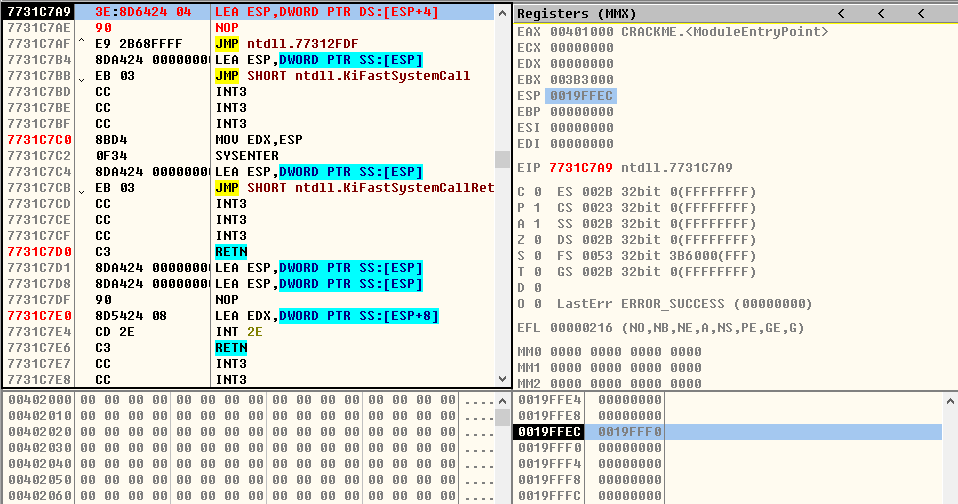 7731C7A9 3E:8D6424 04 LEA ESP,DWORD PTR DS:[ESP+4]
7731C7AE 90 NOP
7731C7AF ^ E9 2B68FFFF JMP ntdll.77312FDF
7731C7B4 8DA424 0000000 LEA ESP,DWORD PTR SS:[ESP]
7731C7BB ⌄ EB 03 JMP SHORT ntdll.KiFastSystemCall
7731C7BD CC INT3
7731C7BE CC INT3
7731C7BF CC INT3
7731C7C0 8BD4 MOV EDX,ESP
7731C7C2 0F34 SYSENTER
7731C7C4 8DA424 0000000 LEA ESP,DWORD PTR SS:[ESP]
7731C7CB ⌄ EB 03 JMP SHORT ntdll.KiFastSystemCallRet
7731C7CD CC INT3
7731C7CE CC INT3
7731C7CF CC INT3
7731C7D0 C3 RETN
7731C7D1 8DA424 0000000 LEA ESP,DWORD PTR SS:[ESP]
7731C7D8 8DA424 0000000 LEA ESP,DWORD PTR SS:[ESP]
7731C7DF 90 NOP
7731C7E0 8D5424 08 LEA EDX,DWORD PTR SS:[ESP+8]
7731C7E4 CD 2E INT 2E
7731C7E6 C3 RETN
7731C7E7 CC INT3
7731C7E8 CC INT3
Registers (MMX) < < <
EAX 00401000 CRACKME.<ModuleEntryPoint>
ECX 00000000
EDX 00000000
EBX 003B3000
ESP 0019FFEC
EBP 00000000
ESI 00000000
EDI 00000000
EIP 7731C7A9 ntdll.7731C7A9
C 0 ES 002B 32bit 0(FFFFFFFF)
P 1 CS 0023 32bit 0(FFFFFFFF)
A 1 SS 002B 32bit 0(FFFFFFFF)
Z 0 DS 002B 32bit 0(FFFFFFFF)
S 0 FS 0053 32bit 3B6000(FFF)
T 0 GS 002B 32bit 0(FFFFFFFF)
D 0
O 0 LastErr ERROR_SUCCESS (00000000)
EFL 00000216 (NO,NB,NE,A,NS,PE,GE,G)
MM0 0000 0000 0000 0000
MM1 0000 0000 0000 0000
MM2 0000 0000 0000 0000
00402000 00 00 00 00 00 00 00 00 00 00 00 00 00 00 00 00 ....
00402010 00 00 00 00 00 00 00 00 00 00 00 00 00 00 00 00 ....
00402020 00 00 00 00 00 00 00 00 00 00 00 00 00 00 00 00 ....
00402030 00 00 00 00 00 00 00 00 00 00 00 00 00 00 00 00 ....
00402040 00 00 00 00 00 00 00 00 00 00 00 00 00 00 00 00 ....
00402050 00 00 00 00 00 00 00 00 00 00 00 00 00 00 00 00 ....
00402060 00 00 00 00 00 00 00 00 00 00 00 00 00 00 00 00 ....
0019FFE4 00000000
0019FFE8 00000000
0019FFEC 0019FFF0
0019FFF0 00000000
0019FFF4 00000000
0019FFF8 00000000
0019FFFC 00000000